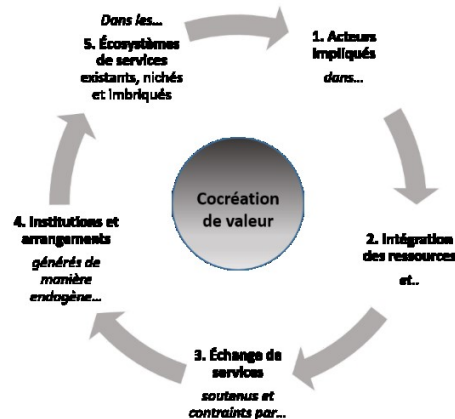 Dans les...
5. Écosystèmes
de services
existants, nichés
et imbriqués
1. Acteurs
impliqués
dans...
Cocréation
de valeur
2. Intégration
des ressources
et..
3. Échange de
services
soutenus et
contraints par...
4. Institutions et
arrangements
générés de
manière
endogène...